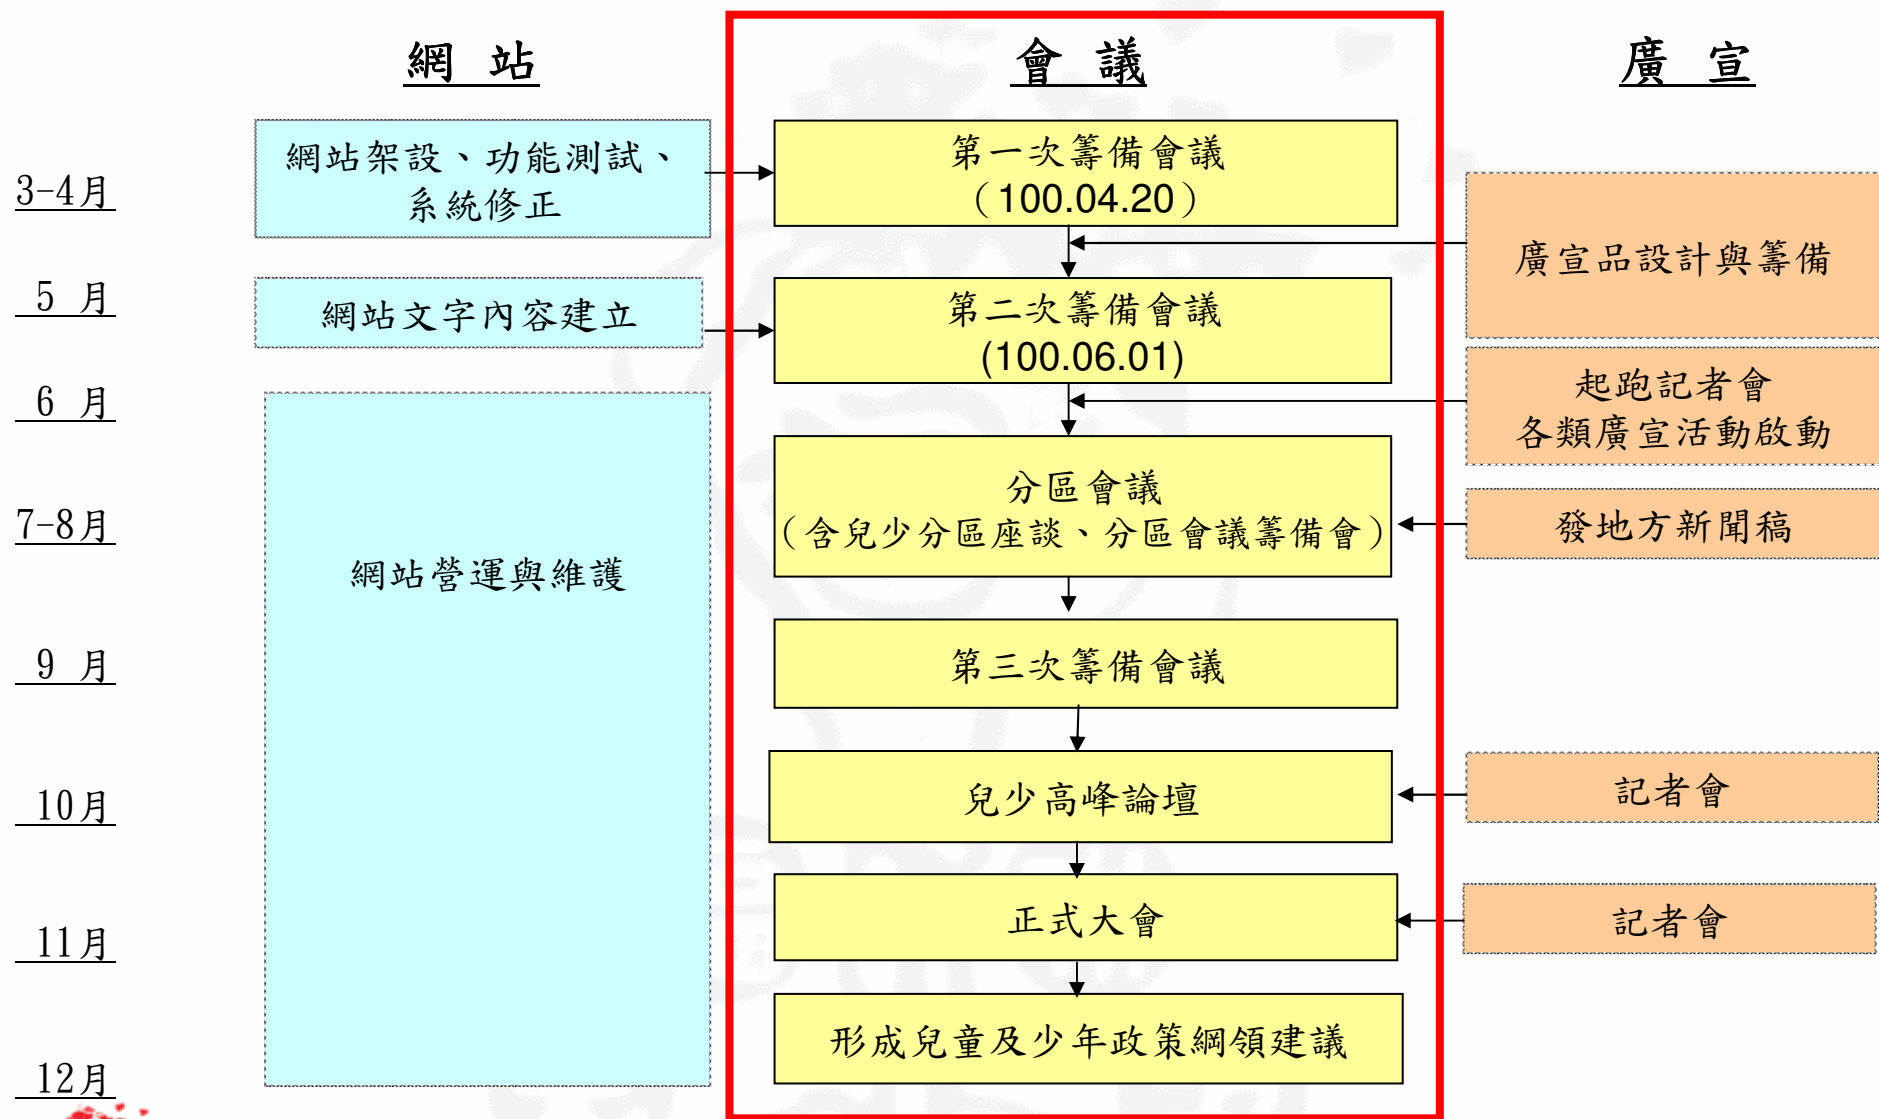 網 站
會 議
廣 宣
3-4月
網站架設、功能測試、
系統修正
第一次籌備會議
（100.04.20）
廣宣品設計與籌備
5 月
網站文字內容建立
第二次籌備會議
(100.06.01)
6 月
起跑記者會
各類廣宣活動啟動
7-8月
網站營運與維護
分區會議
（含兒少分區座談、分區會議籌備會）
發地方新聞稿
9 月
第三次籌備會議
10月
兒少高峰論壇
記者會
11月
正式大會
記者會
12月
形成兒童及少年政策綱領建議